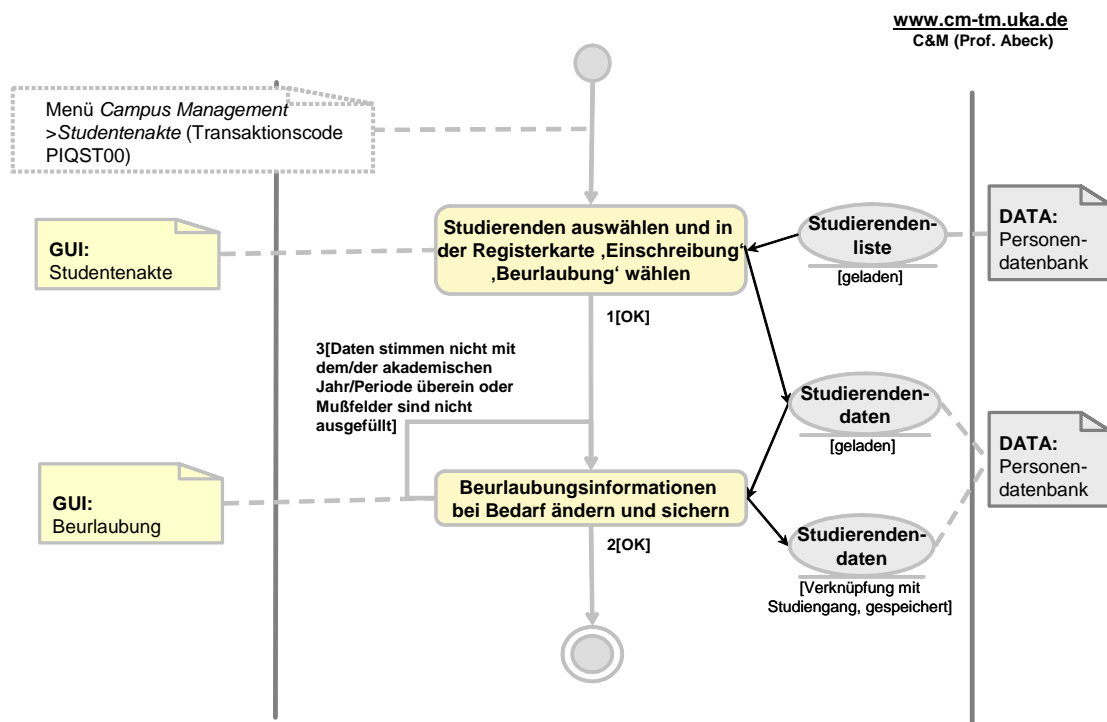 www.cm-tm.uka.de
C&M (Prof. Abeck)
Menü Campus Management
>Studentenakte (Transaktionscode
PIQST00)
GUI:
Studentenakte
Studierenden auswählen und in
der Registerkarte ‚Einschreibung‘
‚Beurlaubung‘ wählen
Studierenden-
liste
[geladen]
DATA:
Personen-
datenbank
1[OK]
3[Daten stimmen nicht mit
dem/der akademischen
Jahr/Periode überein oder
Mußfelder sind nicht
ausgefüllt]
Studierenden-
daten
[geladen]
DATA:
Personen-
datenbank
GUI:
Beurlaubung
Beurlaubungsinformationen
bei Bedarf ändern und sichern
2[OK]
Studierenden-
daten
[Verknüpfung mit
Studiengang, gespeichert]